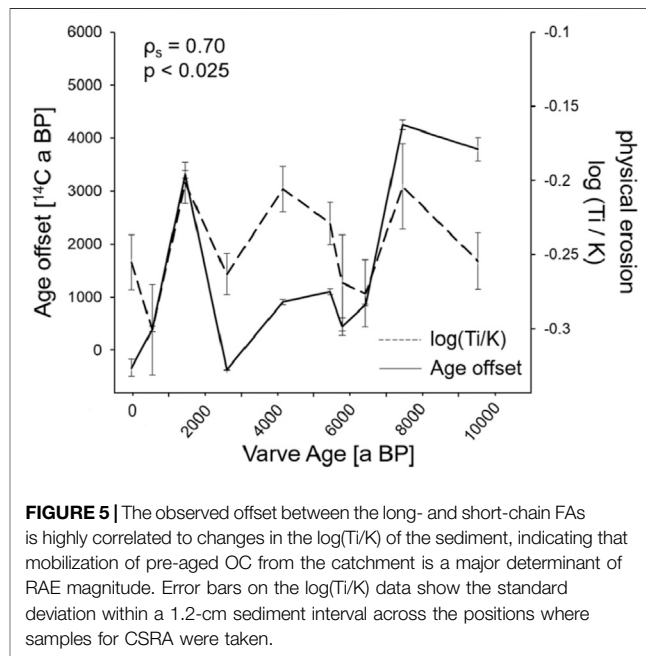 6000
5000
4000
3000
2000
1000
0
Age offset [¹⁴C a BP]
ρₛ = 0.70
p < 0.025
-0.1
-0.15
-0.2
-0.25
-0.3
physical erosion
log (Ti / K)
log(Ti/K)
Age offset
0
2000
4000
6000
8000
10000
Varve Age [a BP]
FIGURE 5 | The observed offset between the long- and short-chain FAs
is highly correlated to changes in the log(Ti/K) of the sediment, indicating that
mobilization of pre-aged OC from the catchment is a major determinant of
RAE magnitude. Error bars on the log(Ti/K) data show the standard
deviation within a 1.2-cm sediment interval across the positions where
samples for CSRA were taken.